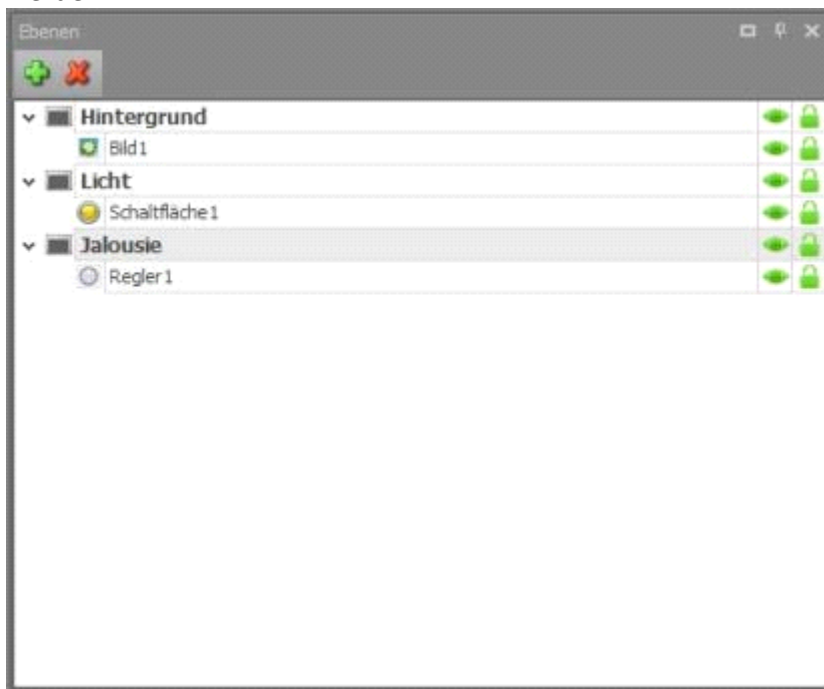 Ebenen
Hintergrund
Bild1
Licht
Schaltfläche1
Jalousie
Regler1